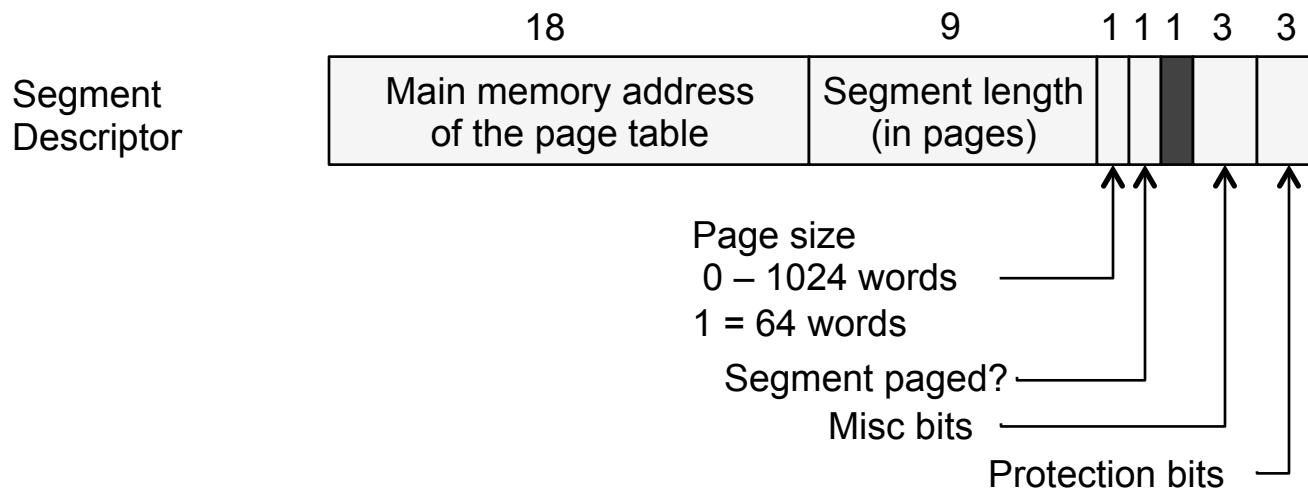 18 9 1 1 1 3 3
Segment
Descriptor
Main memory address
of the page table
Segment length
(in pages)
Page size
0 – 1024 words
1 = 64 words
Segment paged?
Misc bits
Protection bits